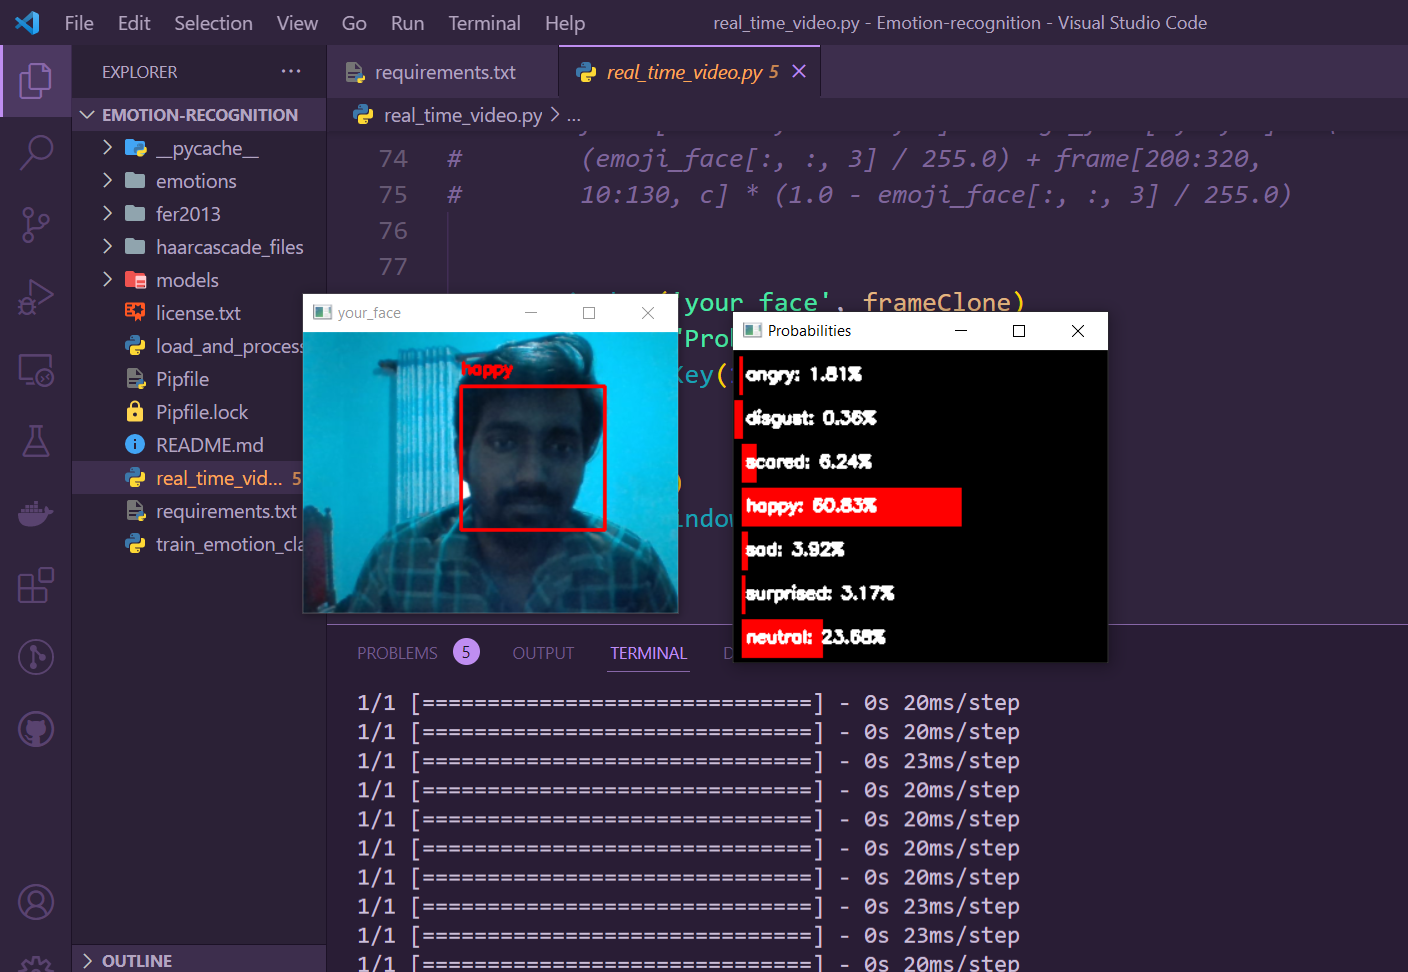 File Edit Selection View Go Run Terminal Help real_time_video.py - Emotion-recognition - Visual Studio Code
EXPLORER ...
requirements.txt
real_time_video.py 5
EMOTION-RECOGNITION
real_time_video.py > ...
__pycache__
emotions
fer2013
haarcascade_files
models
license.txt
load_and_process
Pipfile
Pipfile.lock
README.md
real_time_vid... 5
requirements.txt
train_emotion_cla
74 # (emoji_face[:, :, 3] / 255.0) + frame[200:320,
75 # 10:130, c] * (1.0 - emoji_face[:, :, 3] / 255.0)
76
77
'your_face', frameClone)
"Prob
Key(
)
indow
your_face
happy
Probabilities
angry: 1.81%
disgust: 0.36%
scared: 6.24%
happy: 60.83%
sad: 3.92%
surprised: 3.17%
neutral: 23.68%
PROBLEMS 5 OUTPUT TERMINAL D
1/1 [==============================] - 0s 20ms/step
1/1 [==============================] - 0s 20ms/step
1/1 [==============================] - 0s 23ms/step
1/1 [==============================] - 0s 20ms/step
1/1 [==============================] - 0s 20ms/step
1/1 [==============================] - 0s 20ms/step
1/1 [==============================] - 0s 20ms/step
1/1 [==============================] - 0s 23ms/step
1/1 [==============================] - 0s 23ms/step
1/1 [==============================] - 0s 20ms/step
OUTLINE